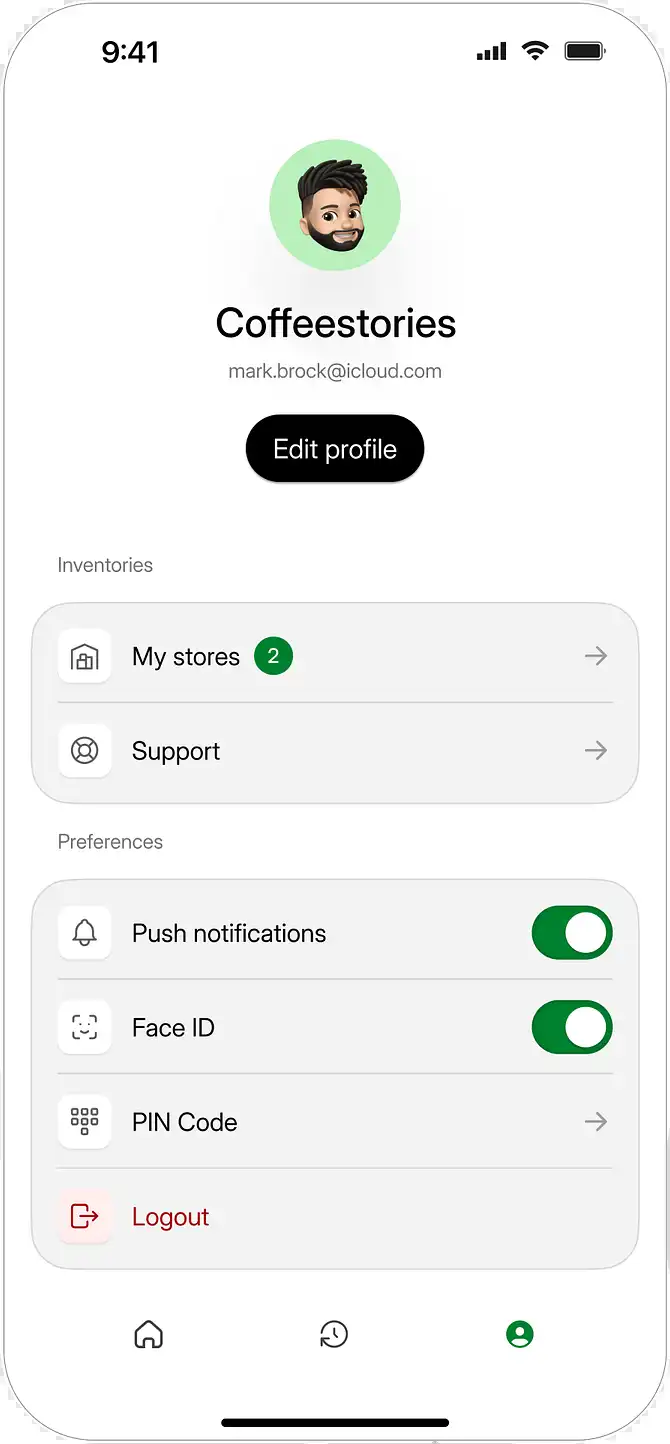 9:41
Coffeestories
mark.brock@icloud.com
Edit profile
Inventories
My stores 2
Support
Preferences
Push notifications
Face ID
PIN Code
Logout